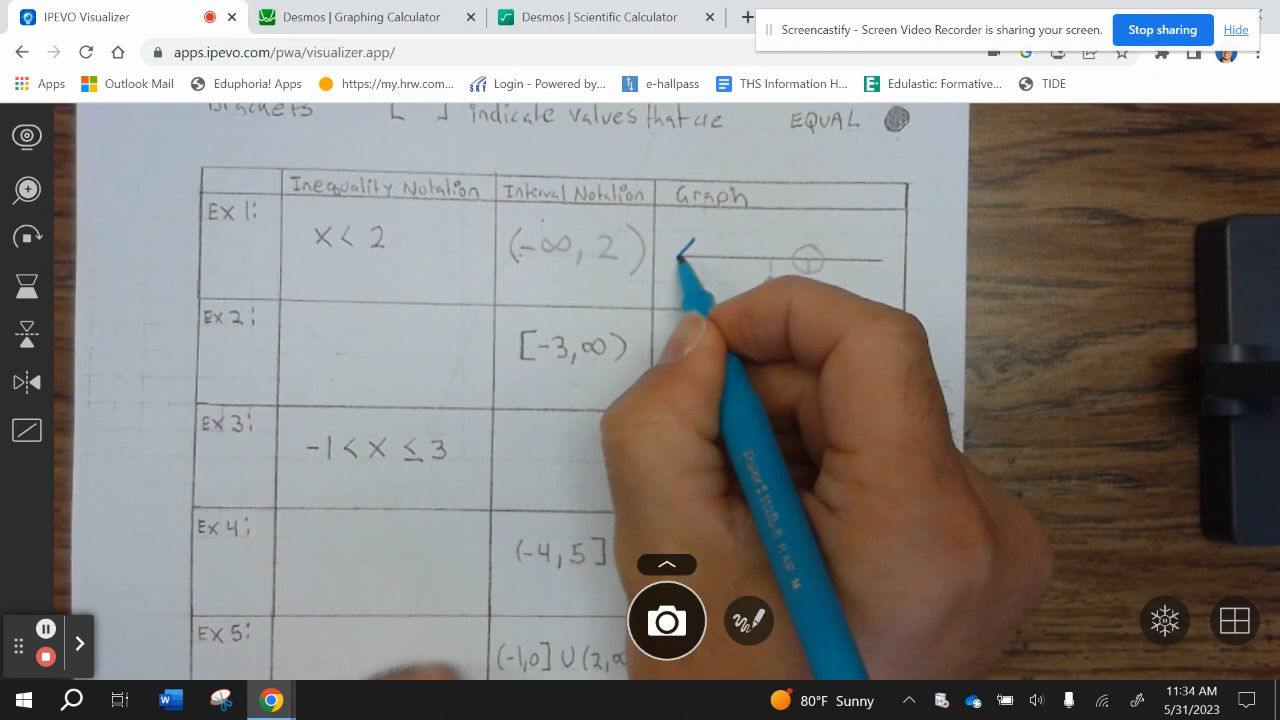 IPEVO Visualizer
Desmos | Graphing Calculator
Desmos | Scientific Calculator
Screencastify - Screen Video Recorder is sharing your screen.
Stop sharing
Hide
apps.ipevo.com/pwa/visualizer.app/
Apps
Outlook Mail
Eduphoria! Ap...
https://my.hrw.com...
Login - Powered by...
e-hallpass
THS Information H...
Edulastic: Formative...
TIDE
Brackets [ ] indicate values that are EQUAL
Inequality Notation Interval Notation Graph
Ex 1: x < 2 (-∞, 2)
Ex 2: [-3, ∞)
Ex 3: -1 < x ≤ 3
Ex 4: (-4, 5]
Ex 5: (-1, 0] U (2, ∞
80°F Sunny
11:34 AM
5/31/2023